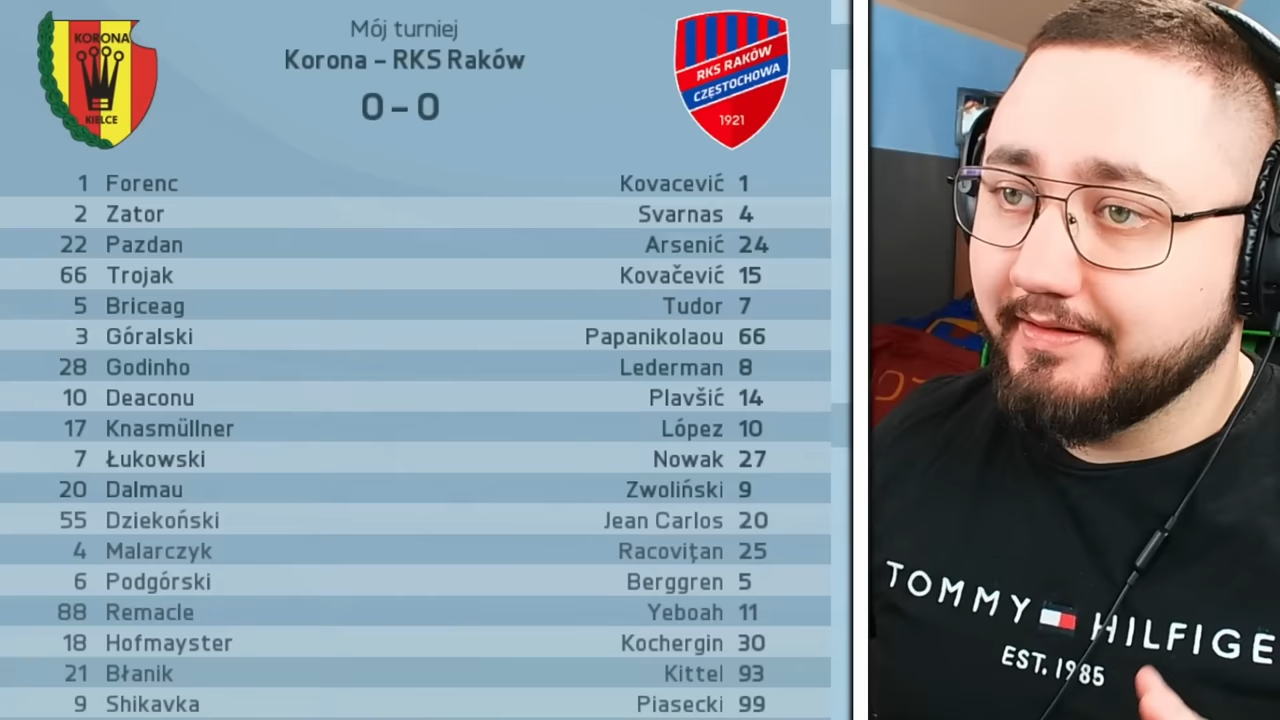 KORONA
KIELCE
Mój turniej
Korona – RKS Raków
0 – 0
RKS RAKÓW
CZĘSTOCHOWA
1921
1 Forenc Kovacević 1
2 Zator Svarnas 4
22 Pazdan Arsenić 24
66 Trojak Kovačević 15
5 Briceag Tudor 7
3 Góralski Papanikolaou 66
28 Godinho Lederman 8
10 Deaconu Plavšić 14
17 Knasmüllner López 10
7 Łukowski Nowak 27
20 Dalmau Zwoliński 9
55 Dziekoński Jean Carlos 20
4 Malarczyk Racovițan 25
6 Podgórski Berggren 5
88 Remacle Yeboah 11
18 Hofmayster Kochergin 30
21 Błanik Kittel 93
9 Shikavka Piasecki 99
TOMMY HILFIGE
EST. 1985